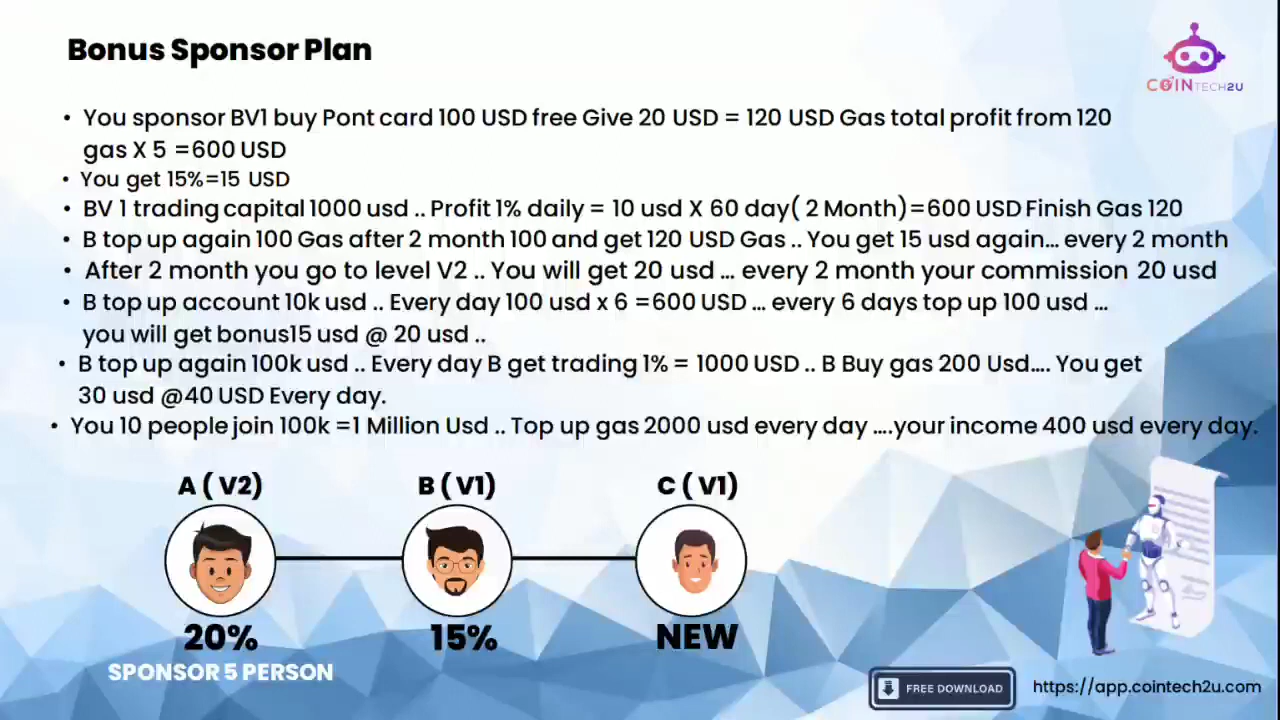 Bonus Sponsor Plan
COINTECH2U
• You sponsor BV1 buy Pont card 100 USD free Give 20 USD = 120 USD Gas total profit from 120
gas X 5 =600 USD
• You get 15%=15 USD
• BV 1 trading capital 1000 usd .. Profit 1% daily = 10 usd X 60 day( 2 Month)=600 USD Finish Gas 120
• B top up again 100 Gas after 2 month 100 and get 120 USD Gas .. You get 15 usd again... every 2 month
• After 2 month you go to level V2 .. You will get 20 usd ... every 2 month your commission 20 usd
• B top up account 10k usd .. Every day 100 usd x 6 =600 USD ... every 6 days top up 100 usd ...
you will get bonus15 usd @ 20 usd ..
• B top up again 100k usd .. Every day B get trading 1% = 1000 USD .. B Buy gas 200 Usd.... You get
30 usd @40 USD Every day.
• You 10 people join 100k =1 Million Usd .. Top up gas 2000 usd every day ....your income 400 usd every day.
A ( V2)
B ( V1)
C ( V1)
20%
15%
NEW
SPONSOR 5 PERSON
FREE DOWNLOAD
https://app.cointech2u.com